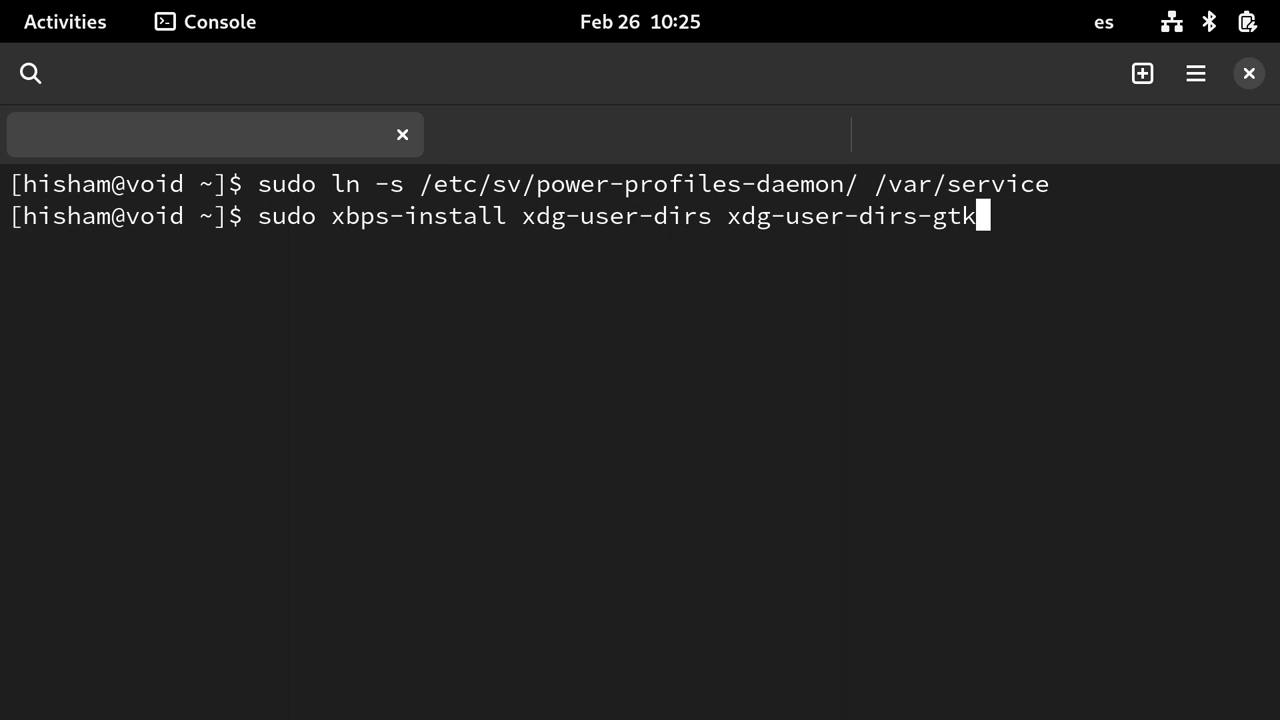 Activities Console Feb 26 10:25 es
[hisham@void ~]$ sudo ln -s /etc/sv/power-profiles-daemon/ /var/service
[hisham@void ~]$ sudo xbps-install xdg-user-dirs xdg-user-dirs-gtk